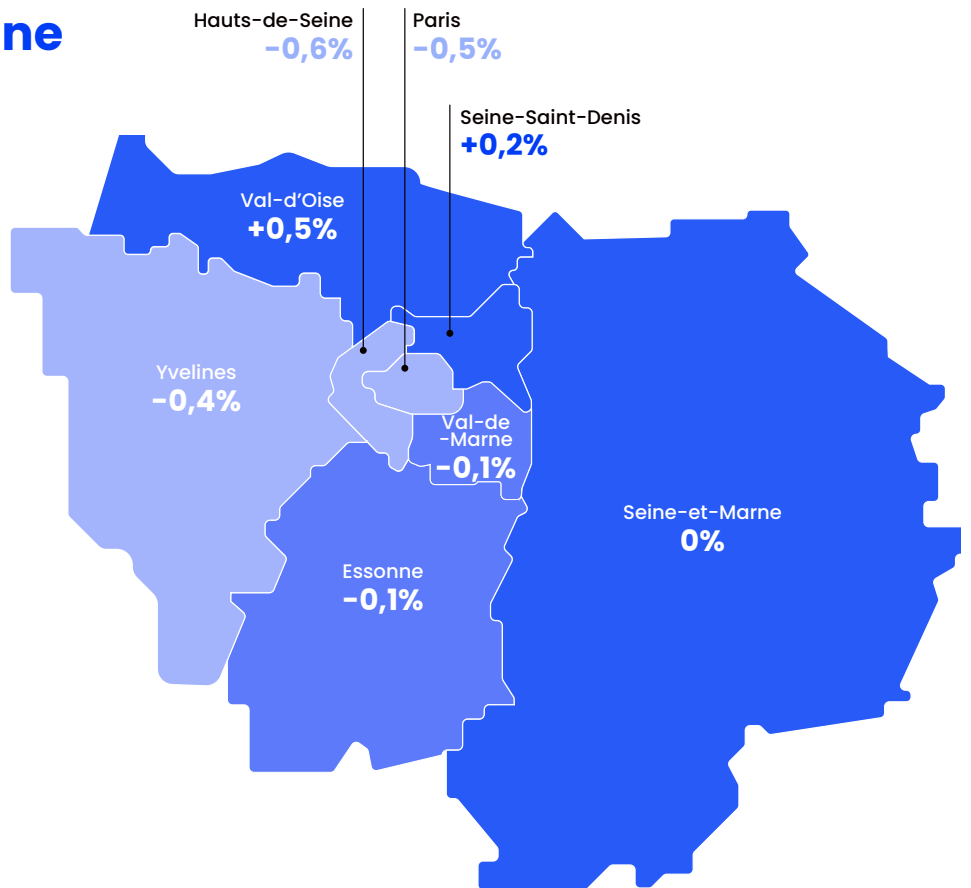 ne
Hauts-de-Seine
-0,6%
Paris
-0,5%
Seine-Saint-Denis
+0,2%
Val-d’Oise
+0,5%
Yvelines
-0,4%
Val-de
-Marne
-0,1%
Seine-et-Marne
0%
Essonne
-0,1%